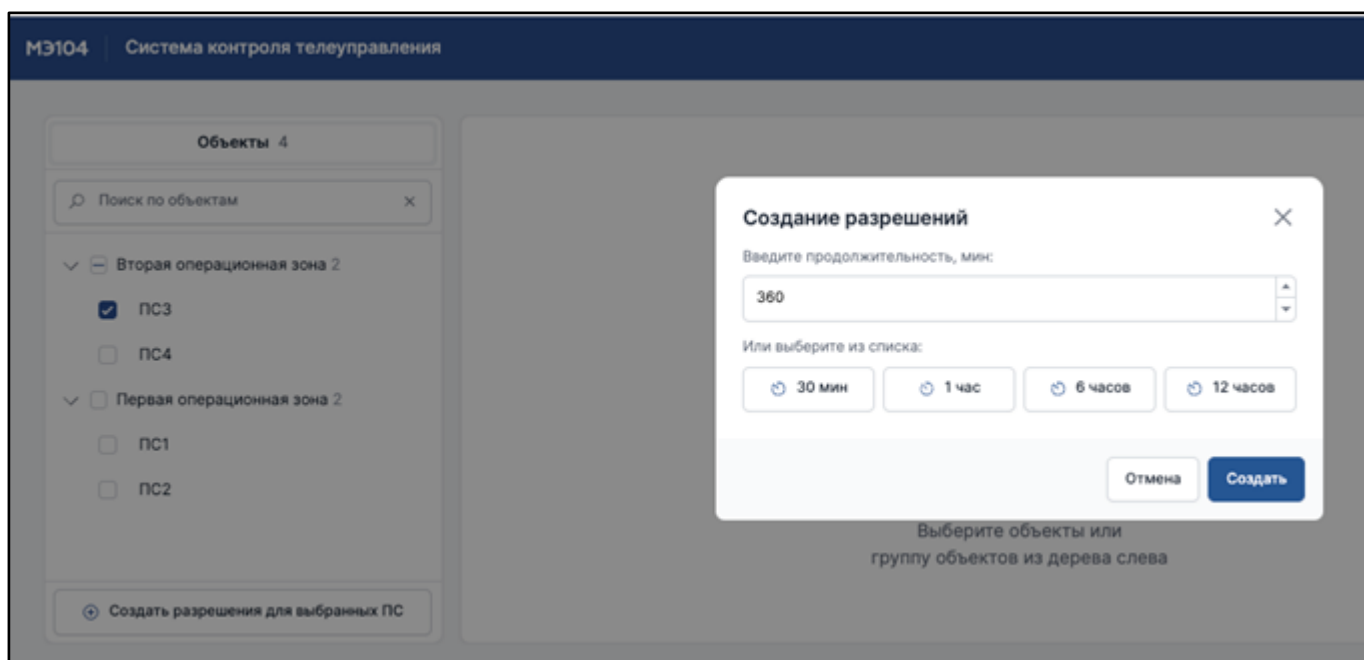 МЭ104 Система контроля телеуправления
Объекты 4
Поиск по объектам
Вторая операционная зона 2
ПС3
ПС4
Первая операционная зона 2
ПС1
ПС2
Создать разрешения для выбранных ПС
Создание разрешений
Введите продолжительность, мин:
360
Или выберите из списка:
30 мин 1 час 6 часов 12 часов
Отмена Создать
Выберите объекты или
группу объектов из дерева слева